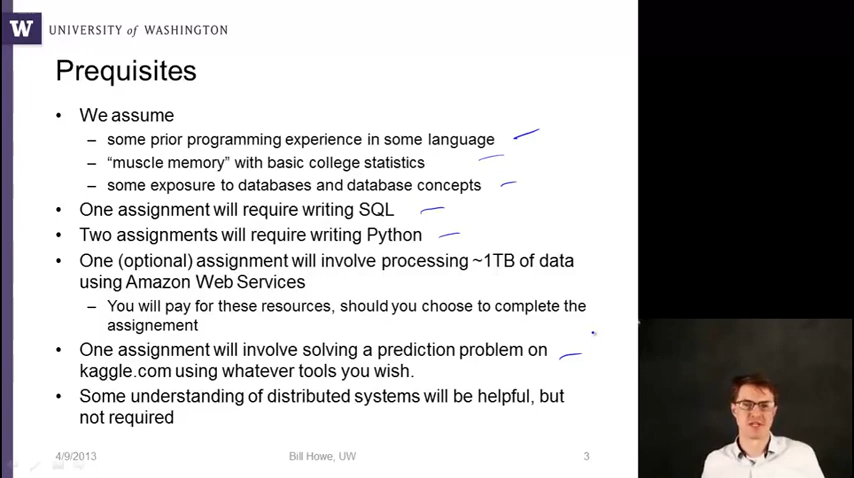 W UNIVERSITY of WASHINGTON
Prequisites
• We assume
– some prior programming experience in some language
– “muscle memory” with basic college statistics
– some exposure to databases and database concepts
• One assignment will require writing SQL
• Two assignments will require writing Python
• One (optional) assignment will involve processing ~1TB of data
using Amazon Web Services
– You will pay for these resources, should you choose to complete the
assignement
• One assignment will involve solving a prediction problem on
kaggle.com using whatever tools you wish.
• Some understanding of distributed systems will be helpful, but
not required
4/9/2013 Bill Howe, UW 3